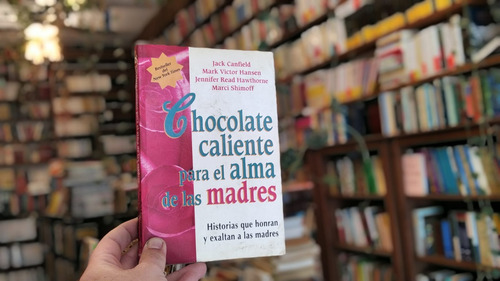 Jack Canfield
Mark Victor Hansen
Jennifer Read Hawthorne
Marci Shimoff
Chocolate
caliente
para el alma
de las madres
Historias que honran
y exaltan a las madres